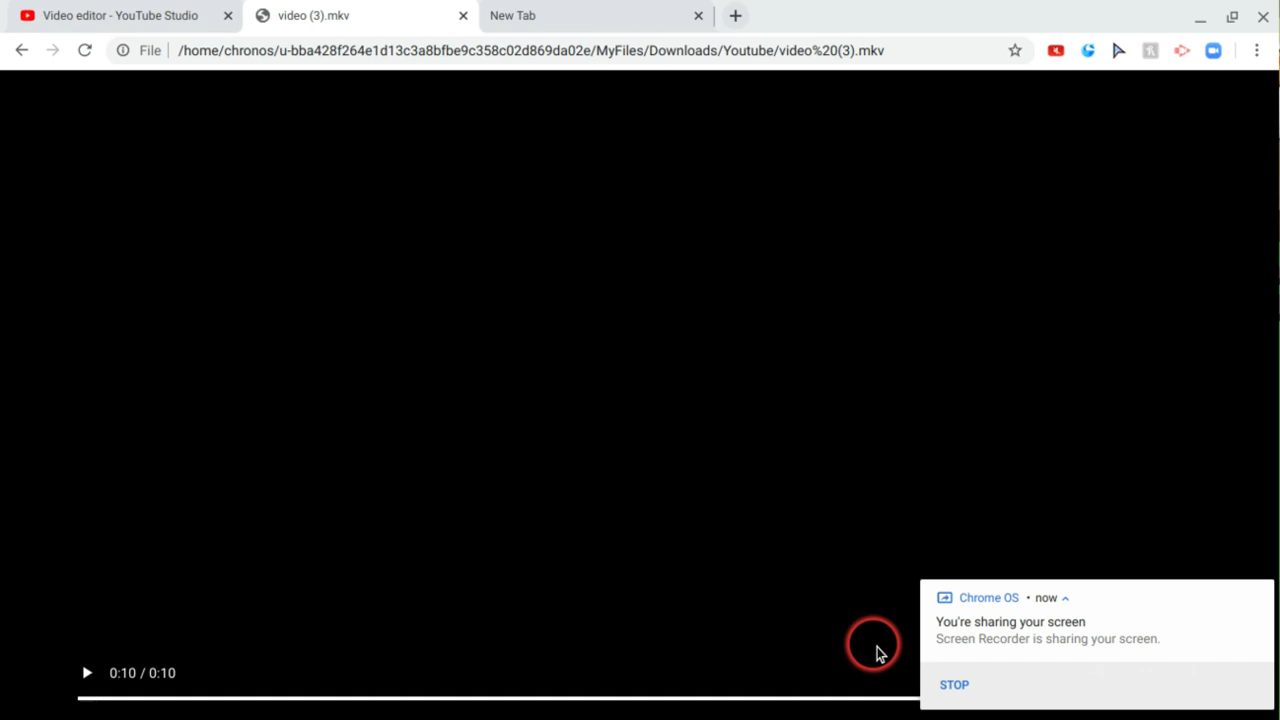 Video editor - YouTube Studio
video (3).mkv
New Tab
File
/home/chronos/u-bba428f264e1d13c3a8bfbe9c358c02d869da02e/MyFiles/Downloads/Youtube/video%20(3).mkv
Chrome OS • now
You're sharing your screen
Screen Recorder is sharing your screen.
STOP
0:10 / 0:10